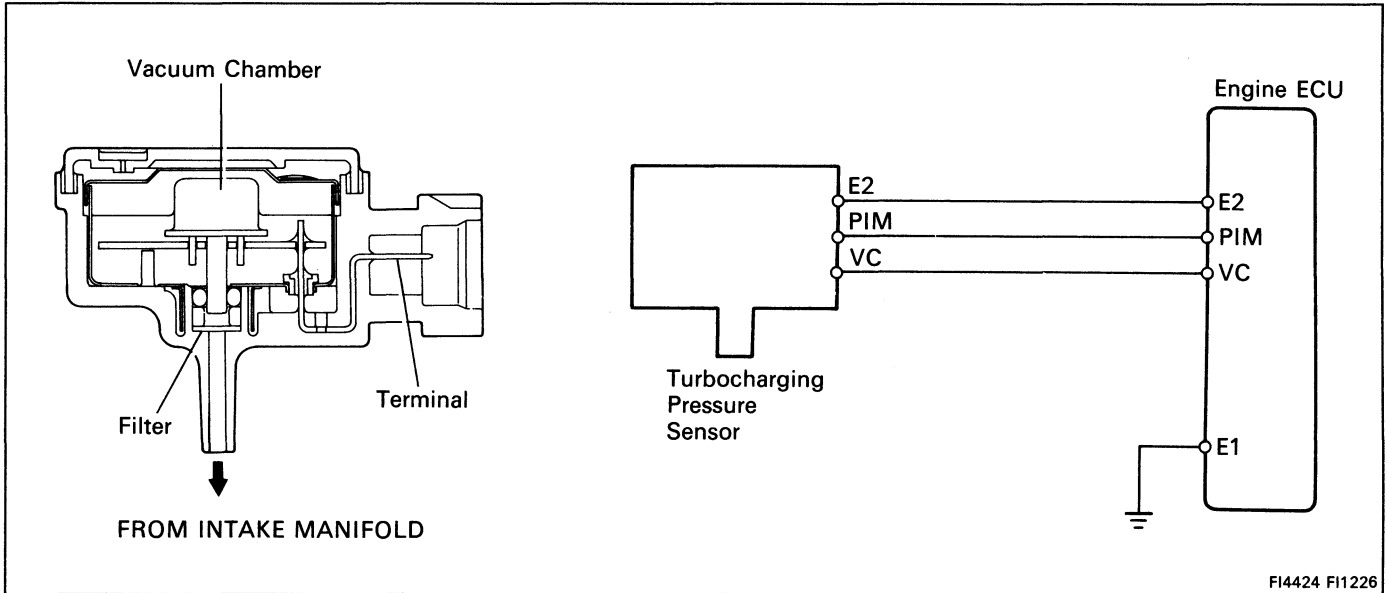 Vacuum Chamber
Filter
Terminal
FROM INTAKE MANIFOLD
E2
PIM
VC
Turbocharging
Pressure
Sensor
Engine ECU
E2
PIM
VC
E1
FI4424 FI1226